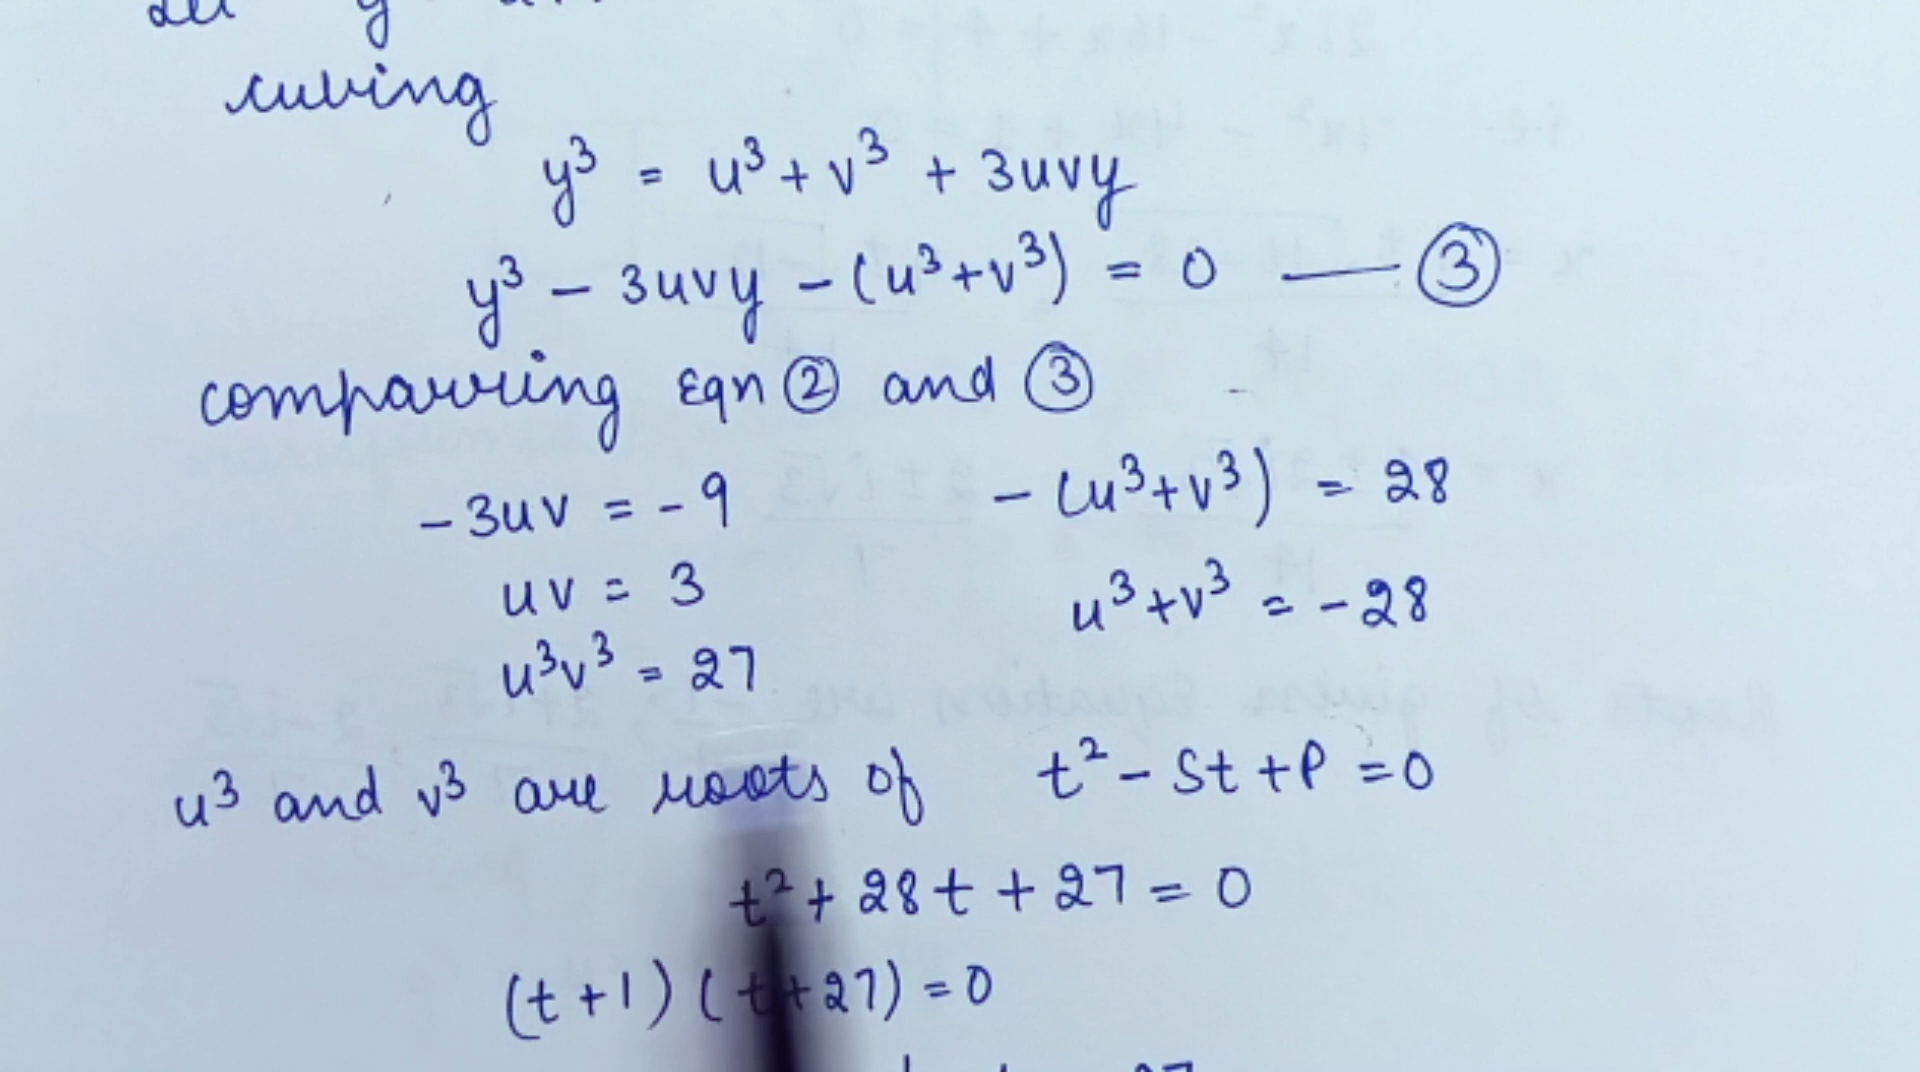 cubing
y³ = u³ + v³ + 3uvy
y³ - 3uvy - (u³+v³) = 0 — ③
comparring Eqn ② and ③
-3uv = -9    -(u³+v³) = 28
uv = 3    u³+v³ = -28
u³v³ = 27
u³ and v³ are roots of t² - St + P = 0
t² + 28t + 27 = 0
(t+1)(t+27) = 0